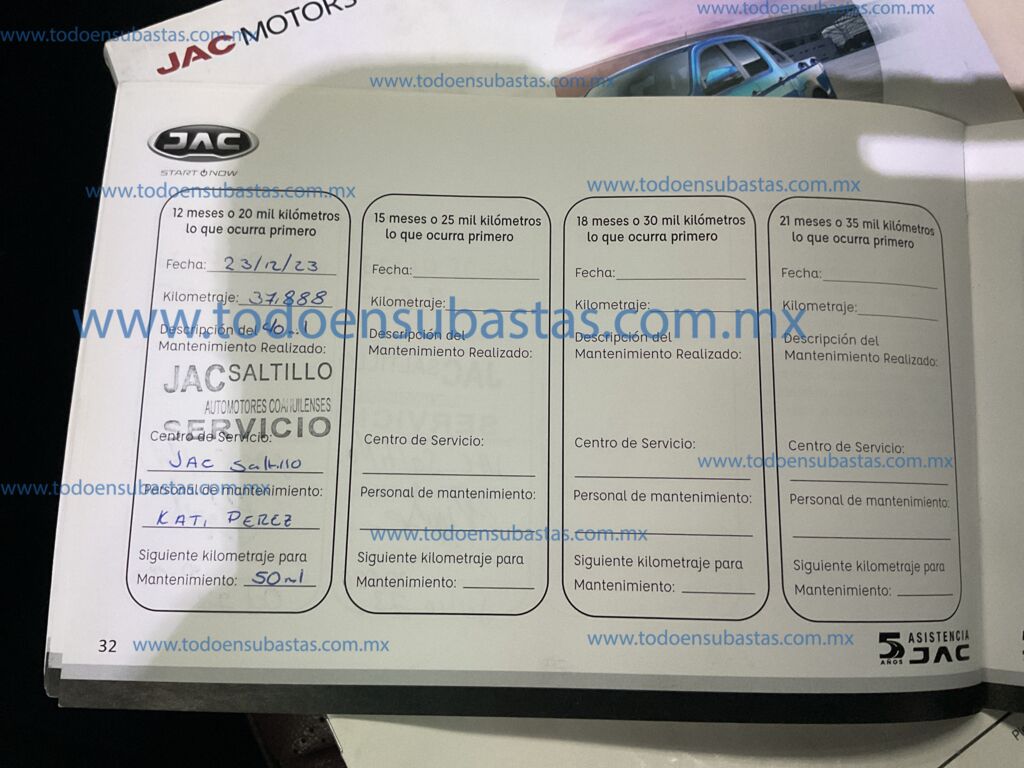 www.todoensubastas.com.mx
www.todoensubastas.com.mx
JAC MOTORS
www.todoensubastas.com.mx
JAC
START NOW
www.todoensubastas.com.mx
www.todoensubastas.com.mx
12 meses o 20 mil kilómetros
lo que ocurra primero
Fecha: 23/12/23
Kilometraje: 37,888
Descripción del 40 ml
Mantenimiento Realizado:
JAC SALTILLO
AUTOMOTORES COAHUILENSES
SERVICIO
Centro de Servicio:
JAC Saltillo
Personal de mantenimiento:
KATI PEREZ
Siguiente kilometraje para
Mantenimiento: 50ml
15 meses o 25 mil kilómetros
lo que ocurra primero
Fecha:
Kilometraje:
Descripción del
Mantenimiento Realizado:
Centro de Servicio:
Personal de mantenimiento:
Siguiente kilometraje para
Mantenimiento:
18 meses o 30 mil kilómetros
lo que ocurra primero
Fecha:
Kilometraje:
Descripción del
Mantenimiento Realizado:
Centro de Servicio:
Personal de mantenimiento:
Siguiente kilometraje para
Mantenimiento:
21 meses o 35 mil kilómetros
lo que ocurra primero
Fecha:
Kilometraje:
Descripción del
Mantenimiento Realizado:
Centro de Servicio:
Personal de mantenimiento:
Siguiente kilometraje para
Mantenimiento:
www.todoensubastas.com.mx
www.todoensubastas.com.mx
www.todoensubastas.com.mx
www.todoensubastas.com.mx
32
www.todoensubastas.com.mx
www.todoensubastas.com.mx
5 AÑOS ASISTENCIA
JAC